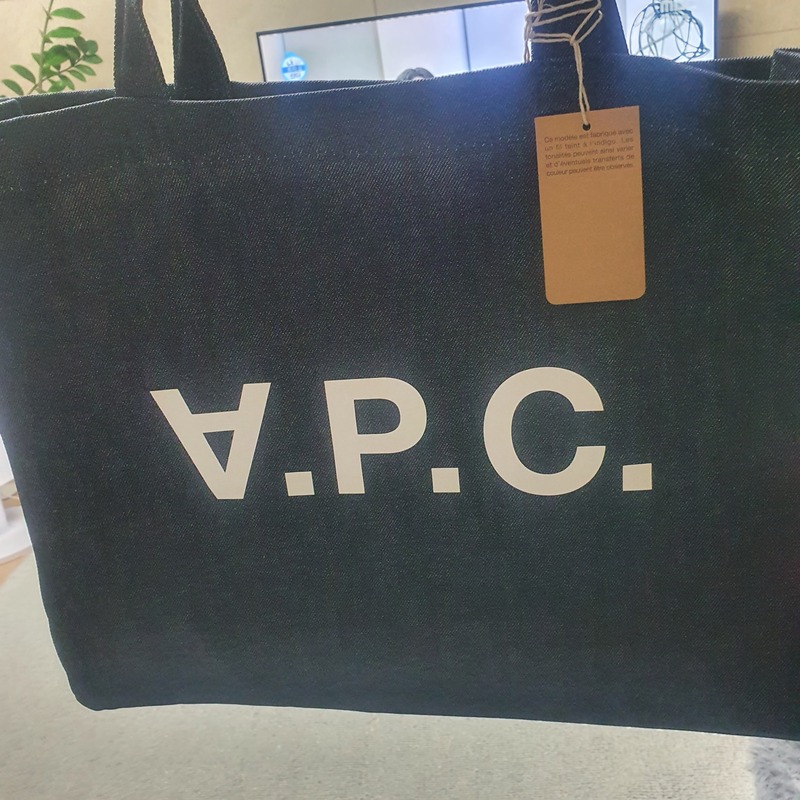 Ce modèle est fabriqué avec
un fil teint à l'indigo. Les
tonalités peuvent ainsi varier
et d'éventuels transferts de
couleur peuvent être observés.
∀.P.C.